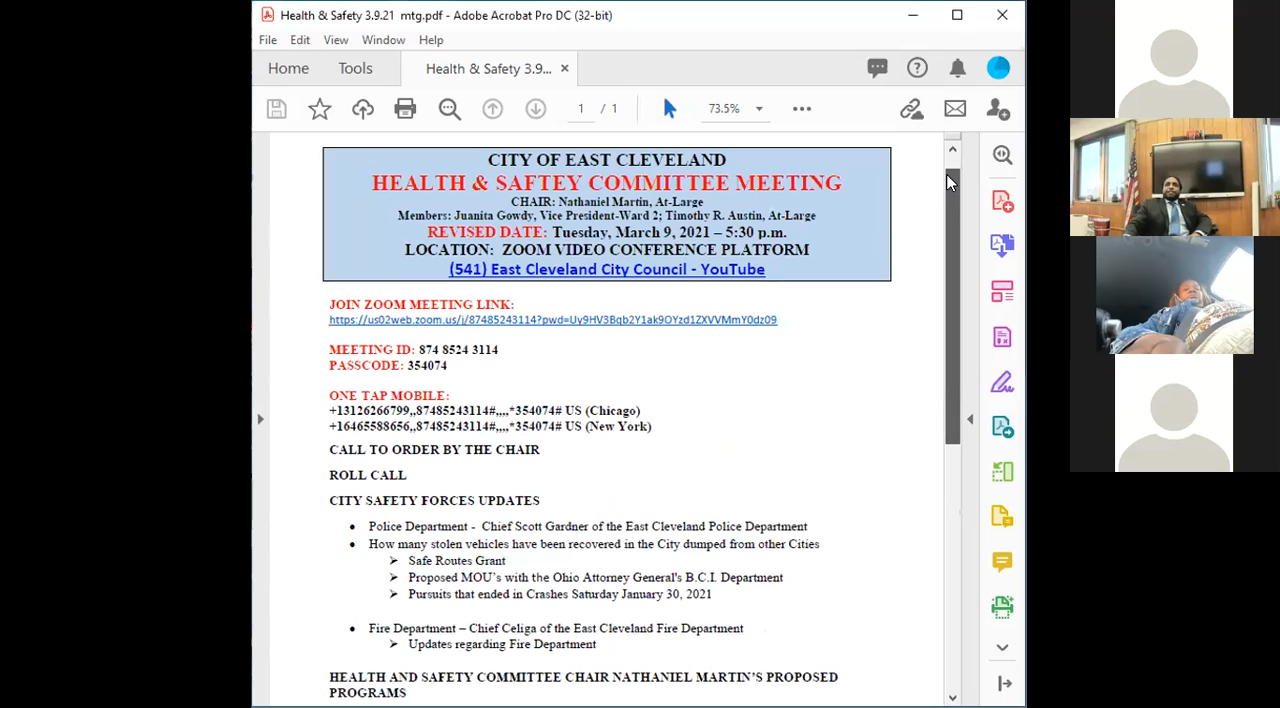 Health & Safety 3.9.21 mtg.pdf - Adobe Acrobat Pro DC (32-bit)
File Edit View Window Help
Home Tools Health & Safety 3.9... ×
1 / 1 73.5%
CITY OF EAST CLEVELAND
HEALTH & SAFTEY COMMITTEE MEETING
CHAIR: Nathaniel Martin, At-Large
Members: Juanita Gowdy, Vice President-Ward 2; Timothy R. Austin, At-Large
REVISED DATE: Tuesday, March 9, 2021 – 5:30 p.m.
LOCATION: ZOOM VIDEO CONFERENCE PLATFORM
(541) East Cleveland City Council - YouTube
JOIN ZOOM MEETING LINK:
https://us02web.zoom.us/j/87485243114?pwd=Uy9HV3Bqb2Y1ak9OYzd1ZXVVMmY0dz09
MEETING ID: 874 8524 3114
PASSCODE: 354074
ONE TAP MOBILE:
+13126266799,,87485243114#,,,,*354074# US (Chicago)
+16465588656,,87485243114#,,,,*354074# US (New York)
CALL TO ORDER BY THE CHAIR
ROLL CALL
CITY SAFETY FORCES UPDATES
• Police Department - Chief Scott Gardner of the East Cleveland Police Department
• How many stolen vehicles have been recovered in the City dumped from other Cities
➢ Safe Routes Grant
➢ Proposed MOU's with the Ohio Attorney General's B.C.I. Department
➢ Pursuits that ended in Crashes Saturday January 30, 2021
• Fire Department – Chief Celiga of the East Cleveland Fire Department
➢ Updates regarding Fire Department
HEALTH AND SAFETY COMMITTEE CHAIR NATHANIEL MARTIN'S PROPOSED
PROGRAMS